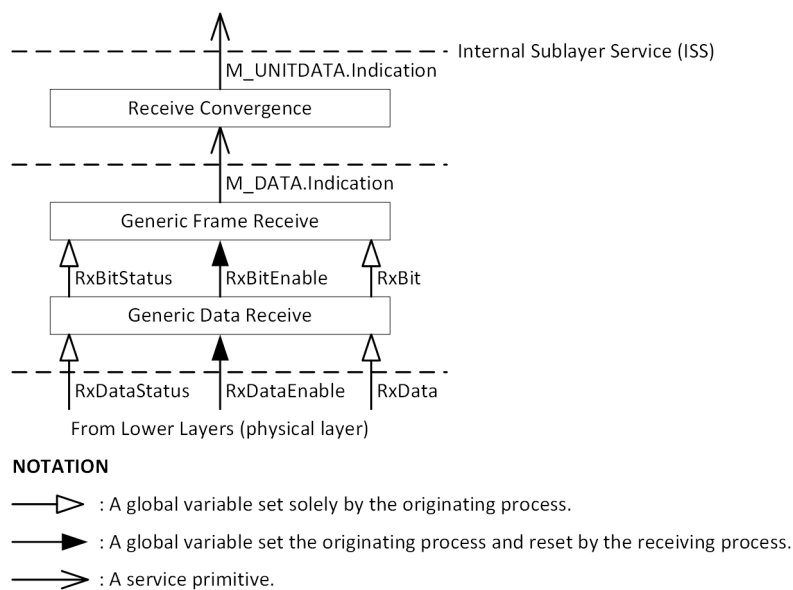 Internal Sublayer Service (ISS)
M_UNITDATA.Indication
Receive Convergence
M_DATA.Indication
Generic Frame Receive
RxBitStatus RxBitEnable RxBit
Generic Data Receive
RxDataStatus RxDataEnable RxData
From Lower Layers (physical layer)
NOTATION
: A global variable set solely by the originating process.
: A global variable set the originating process and reset by the receiving process.
: A service primitive.